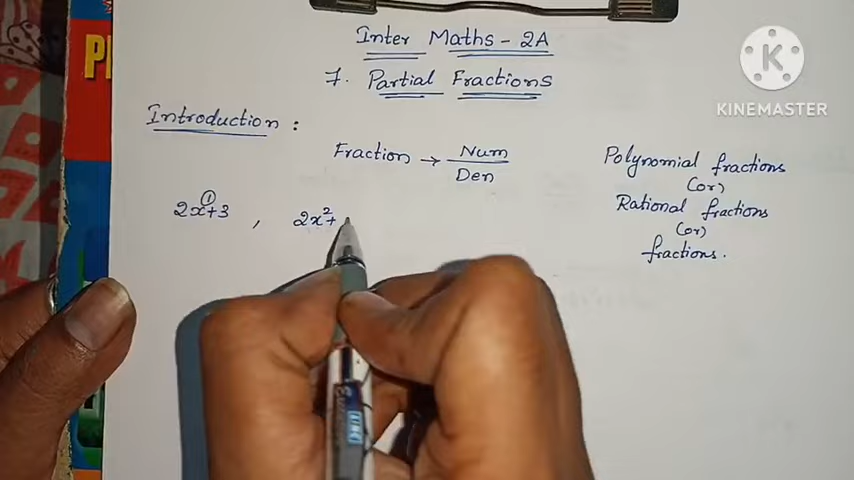 Inter Maths - 2A
7. Partial Fractions
Introduction :
Fraction → Num
Den
Polynomial fractions
(or)
Rational fractions
(or)
fractions.
2x①+3 , 2x²+
K
KINEMASTER
P